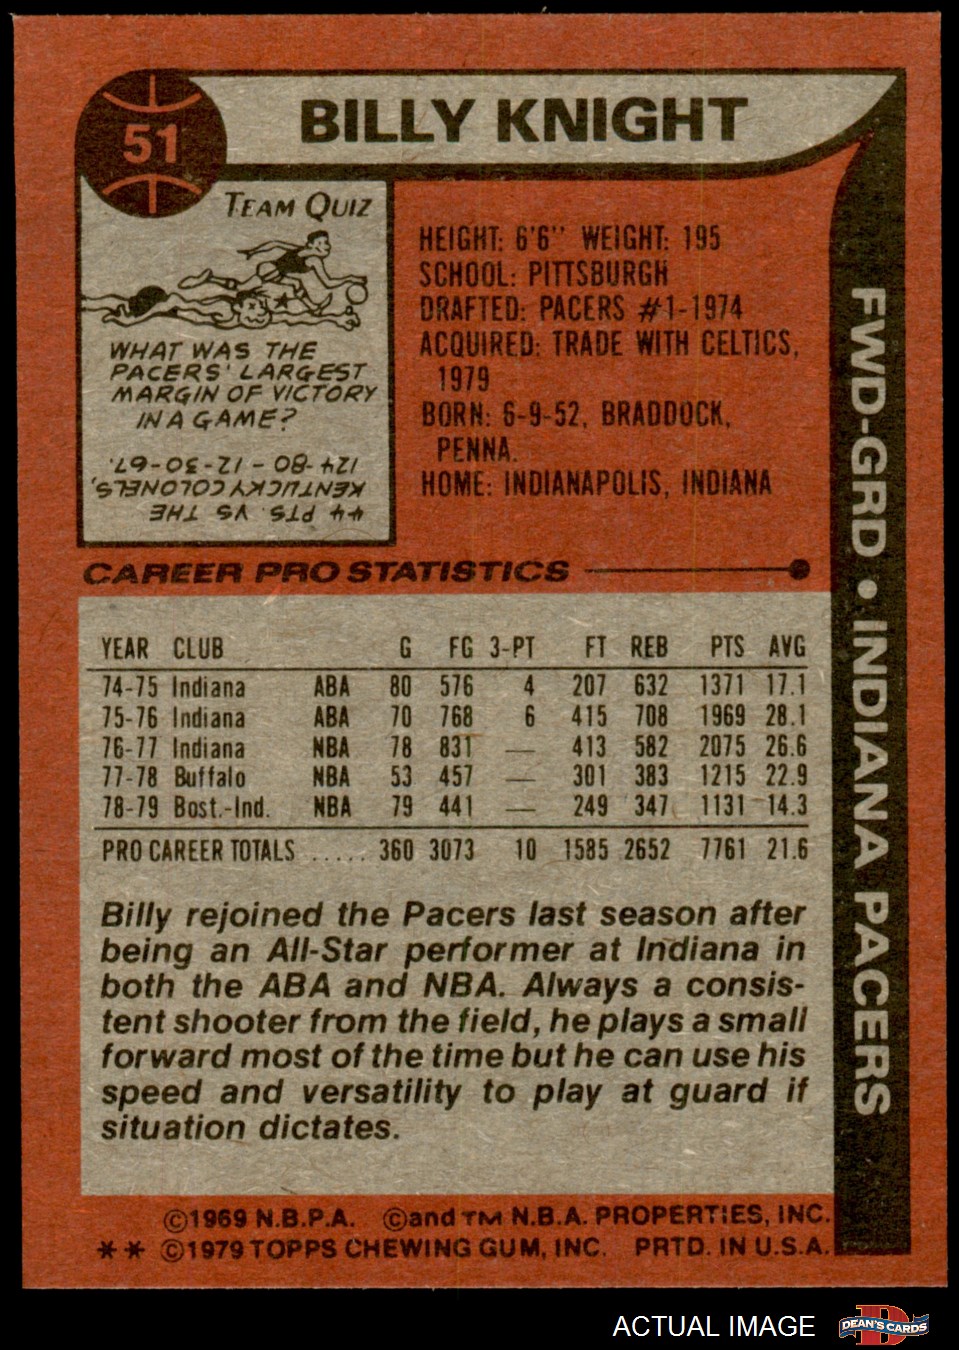 51
BILLY KNIGHT
TEAM QUIZ
WHAT WAS THE
PACERS' LARGEST
MARGIN OF VICTORY
IN A GAME?
44 PTS. VS THE
KENTUCKY COLONELS,
124-80 - 12-30-67.
HEIGHT: 6'6" WEIGHT: 195
SCHOOL: PITTSBURGH
DRAFTED: PACERS #1-1974
ACQUIRED: TRADE WITH CELTICS,
1979
BORN: 6-9-52, BRADDOCK,
PENNA.
HOME: INDIANAPOLIS, INDIANA
FWD-GRD • INDIANA PACERS
CAREER PRO STATISTICS
YEAR CLUB G FG 3-PT FT REB PTS AVG
74-75 Indiana ABA 80 576 4 207 632 1371 17.1
75-76 Indiana ABA 70 768 6 415 708 1969 28.1
76-77 Indiana NBA 78 831 — 413 582 2075 26.6
77-78 Buffalo NBA 53 457 — 301 383 1215 22.9
78-79 Bost.-Ind. NBA 79 441 — 249 347 1131 14.3
PRO CAREER TOTALS ..... 360 3073 10 1585 2652 7761 21.6
Billy rejoined the Pacers last season after
being an All-Star performer at Indiana in
both the ABA and NBA. Always a consis-
tent shooter from the field, he plays a small
forward most of the time but he can use his
speed and versatility to play at guard if
situation dictates.
©1969 N.B.P.A. ©and TM N.B.A. PROPERTIES, INC.
** ©1979 TOPPS CHEWING GUM, INC. PRTD. IN U.S.A.
ACTUAL IMAGE
D
DEAN'S CARDS